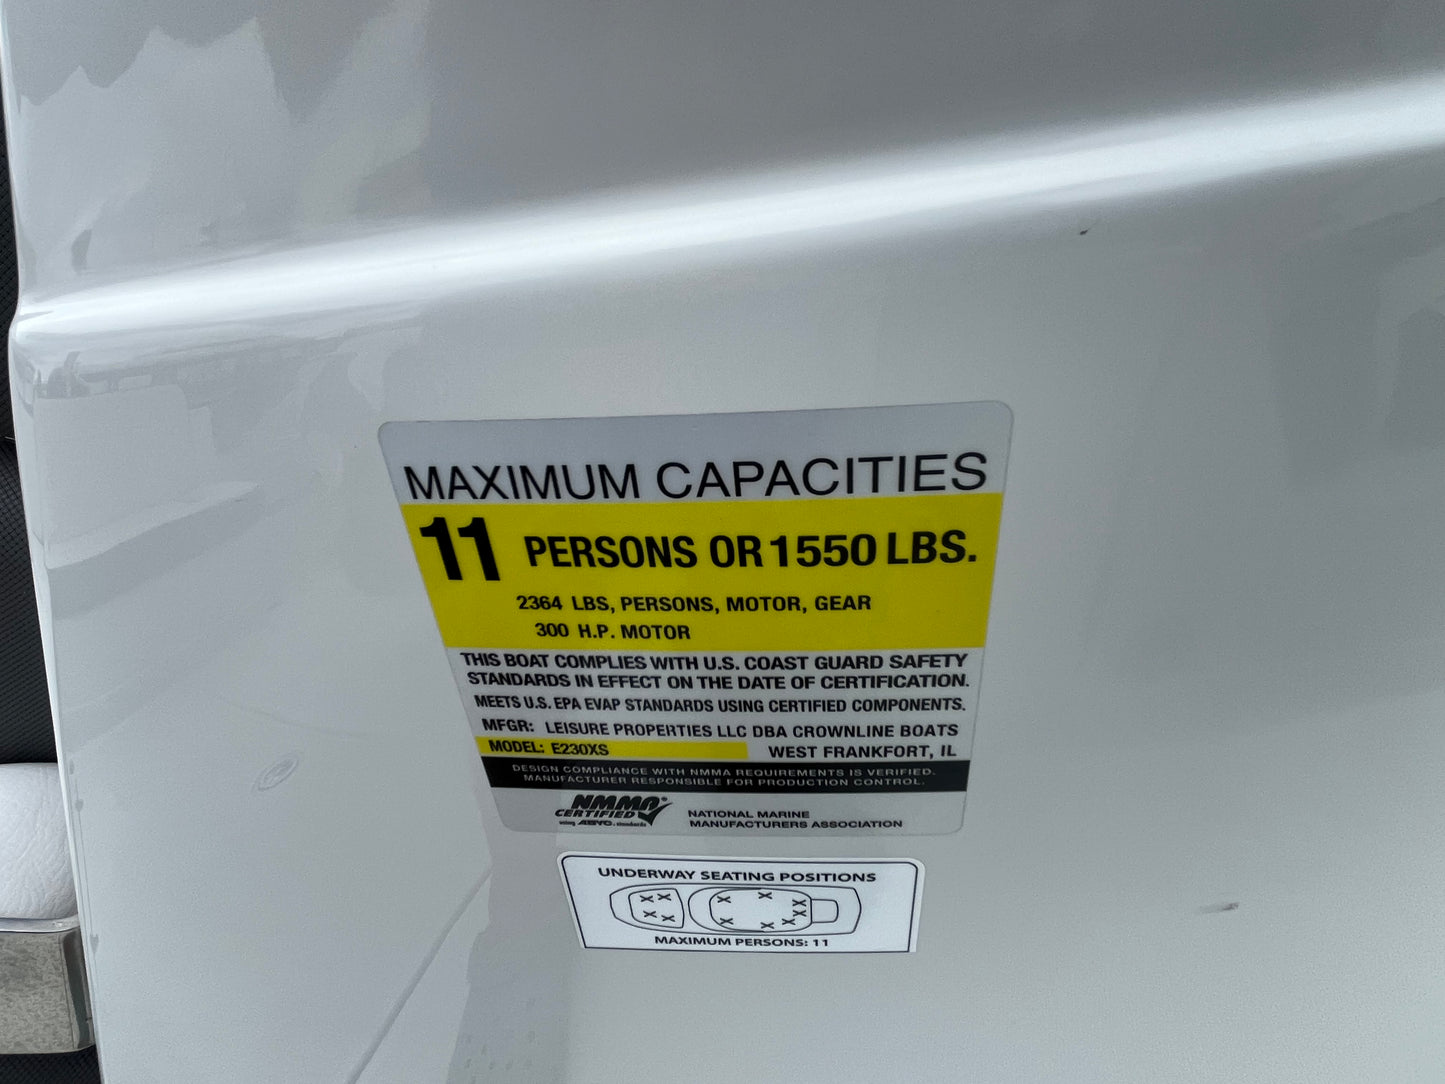 MAXIMUM CAPACITIES
11 PERSONS OR 1550 LBS.
2364 LBS, PERSONS, MOTOR, GEAR
300 H.P. MOTOR
THIS BOAT COMPLIES WITH U.S. COAST GUARD SAFETY
STANDARDS IN EFFECT ON THE DATE OF CERTIFICATION.
MEETS U.S. EPA EVAP STANDARDS USING CERTIFIED COMPONENTS.
MFGR: LEISURE PROPERTIES LLC DBA CROWNLINE BOATS
MODEL: E230XS WEST FRANKFORT, IL
DESIGN COMPLIANCE WITH NMMA REQUIREMENTS IS VERIFIED.
MANUFACTURER RESPONSIBLE FOR PRODUCTION CONTROL.
NMMA®
CERTIFIED
using ABYC standards
NATIONAL MARINE
MANUFACTURERS ASSOCIATION
UNDERWAY SEATING POSITIONS
MAXIMUM PERSONS: 11